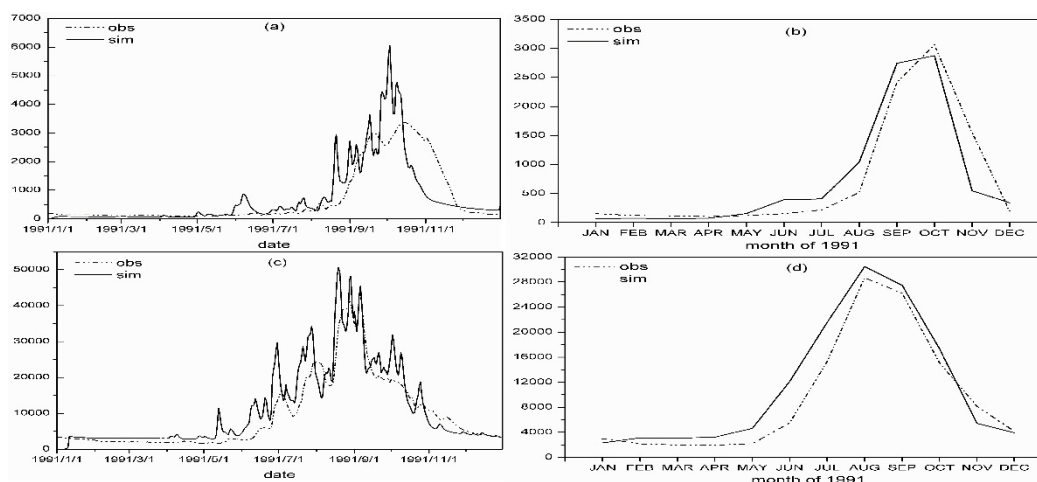 7000
6000
5000
4000
3000
2000
1000
0
obs
sim
(a)
1991/1/1 1991/3/1 1991/5/1 1991/7/1 1991/9/1 1991/11/1
date
3500
3000
2500
2000
1500
1000
500
0
obs
sim
(b)
JAN FEB MAR APR MAY JUN JUL AUG SEP OCT NOV DEC
month of 1991
50000
40000
30000
20000
10000
0
obs
sim
(c)
1991/1/1 1991/3/1 1991/5/1 1991/7/1 1991/9/1 1991/11/1
date
32000
28000
24000
20000
16000
12000
8000
4000
0
obs
sim
(d)
JAN FEB MAR APR MAY JUN JUL AUG SEP OCT NOV DEC
month of 1991